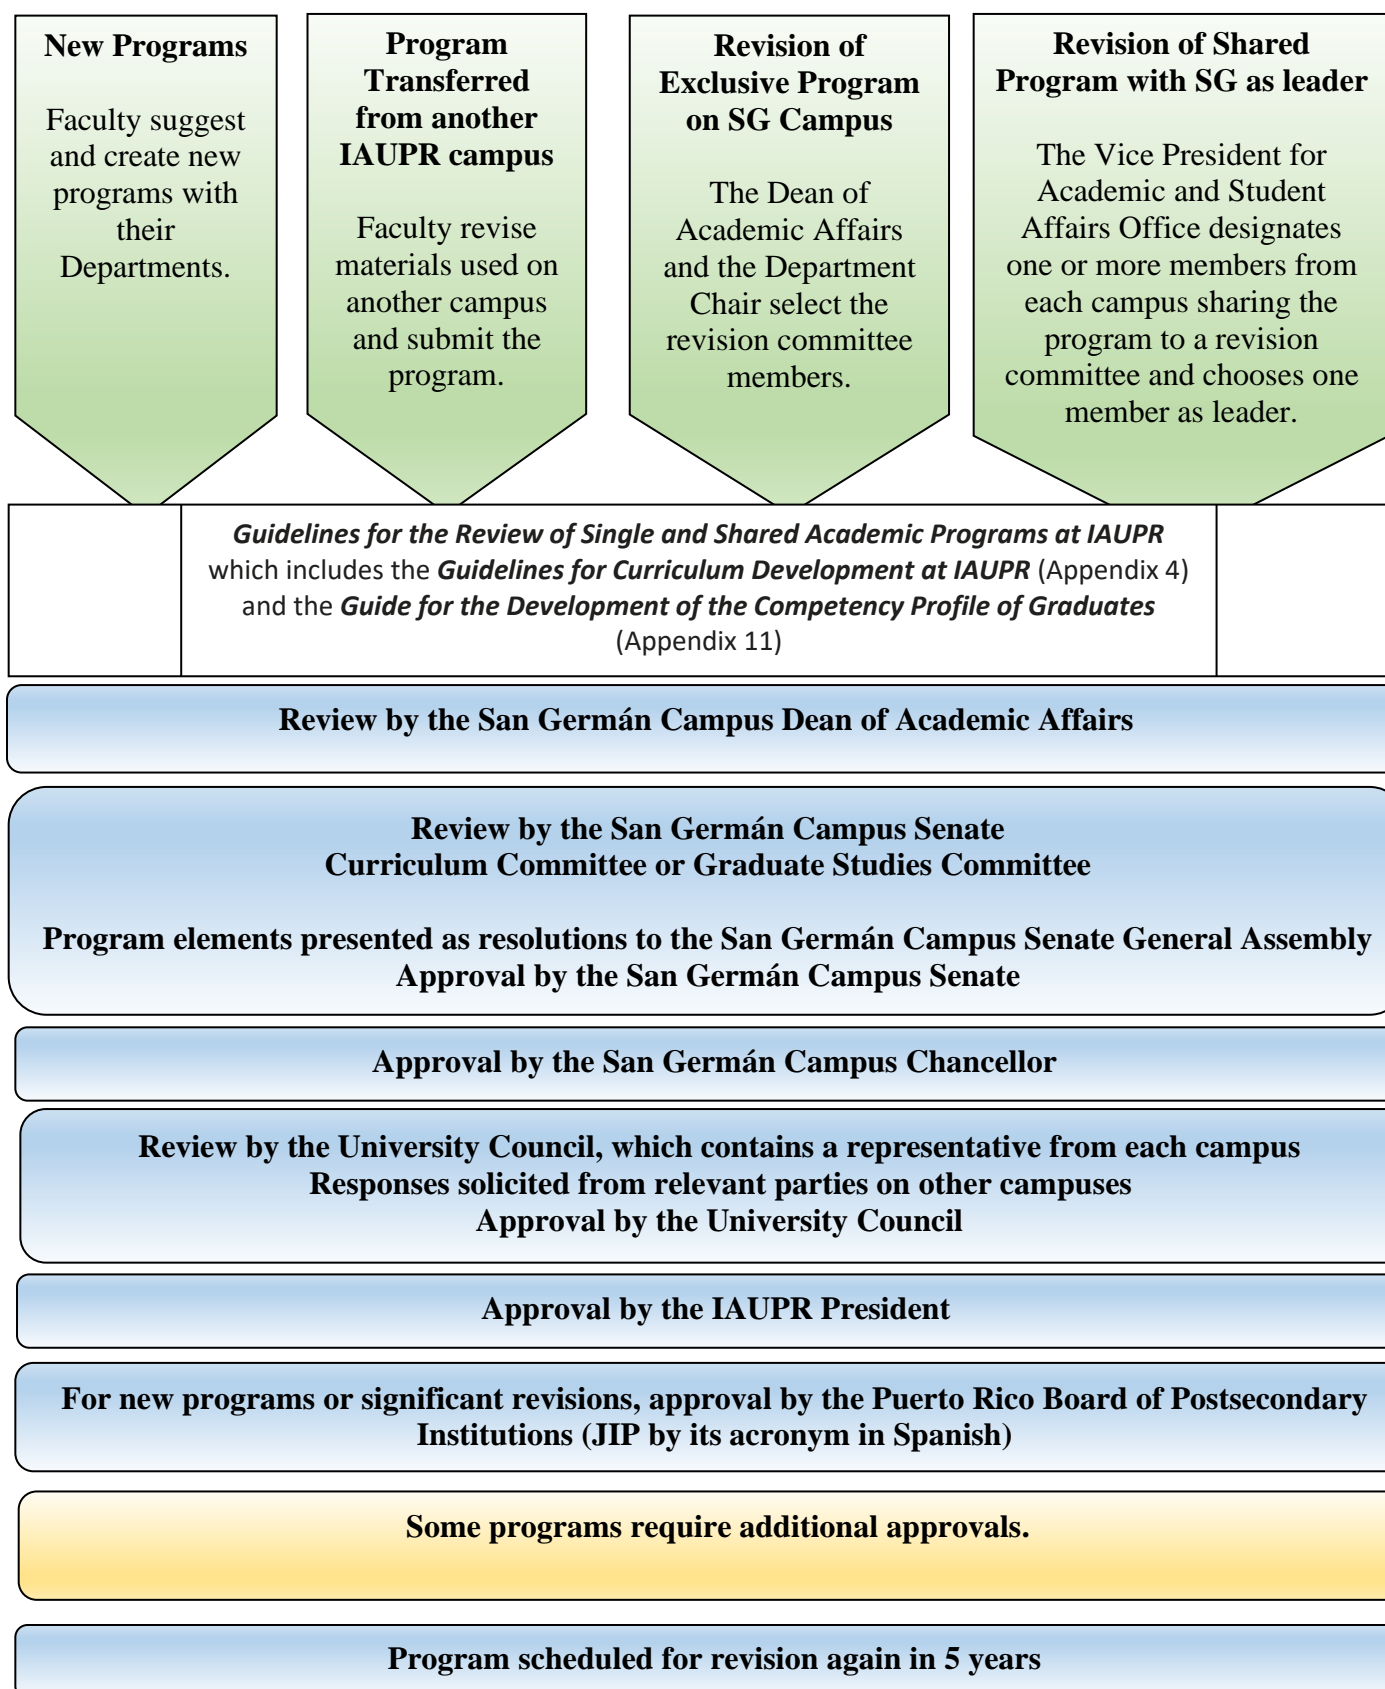 New Programs
Faculty suggest
and create new
programs with
their
Departments.
Program
Transferred
from another
IAUPR campus
Faculty revise
materials used on
another campus
and submit the
program.
Revision of
Exclusive Program
on SG Campus
The Dean of
Academic Affairs
and the Department
Chair select the
revision committee
members.
Revision of Shared
Program with SG as leader
The Vice President for
Academic and Student
Affairs Office designates
one or more members from
each campus sharing the
program to a revision
committee and chooses one
member as leader.
Guidelines for the Review of Single and Shared Academic Programs at IAUPR
which includes the Guidelines for Curriculum Development at IAUPR (Appendix 4)
and the Guide for the Development of the Competency Profile of Graduates
(Appendix 11)
Review by the San Germán Campus Dean of Academic Affairs
Review by the San Germán Campus Senate
Curriculum Committee or Graduate Studies Committee
Program elements presented as resolutions to the San Germán Campus Senate General Assembly
Approval by the San Germán Campus Senate
Approval by the San Germán Campus Chancellor
Review by the University Council, which contains a representative from each campus
Responses solicited from relevant parties on other campuses
Approval by the University Council
Approval by the IAUPR President
For new programs or significant revisions, approval by the Puerto Rico Board of Postsecondary
Institutions (JIP by its acronym in Spanish)
Some programs require additional approvals.
Program scheduled for revision again in 5 years